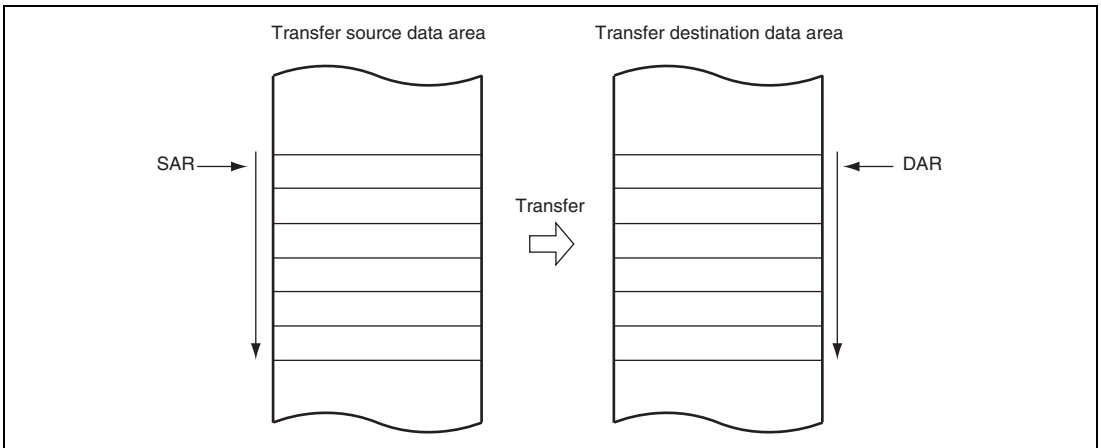 Transfer source data area
Transfer destination data area
SAR
DAR
Transfer